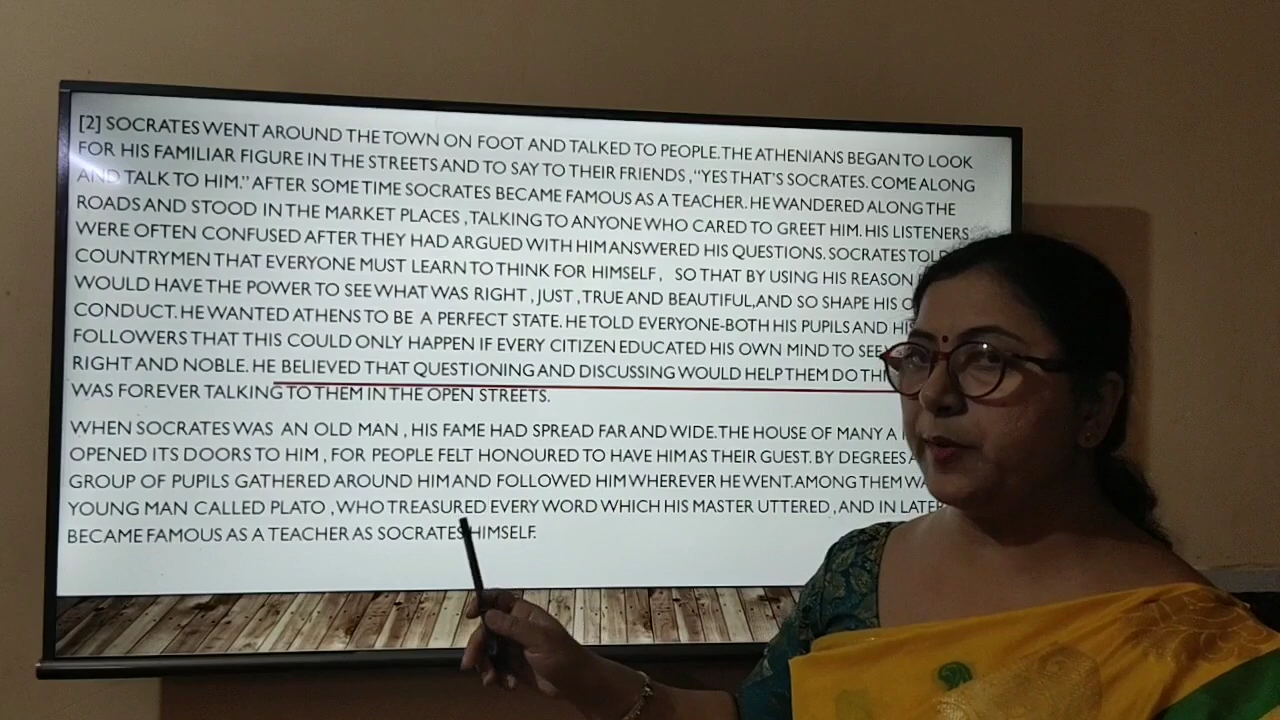 [2] SOCRATES WENT AROUND THE TOWN ON FOOT AND TALKED TO PEOPLE. THE ATHENIANS BEGAN TO LOOK
FOR HIS FAMILIAR FIGURE IN THE STREETS AND TO SAY TO THEIR FRIENDS , "YES THAT'S SOCRATES. COME ALONG
AND TALK TO HIM." AFTER SOME TIME SOCRATES BECAME FAMOUS AS A TEACHER. HE WANDERED ALONG THE
ROADS AND STOOD IN THE MARKET PLACES , TALKING TO ANYONE WHO CARED TO GREET HIM. HIS LISTENERS
WERE OFTEN CONFUSED AFTER THEY HAD ARGUED WITH HIM ANSWERED HIS QUESTIONS. SOCRATES TOLD
COUNTRYMEN THAT EVERYONE MUST LEARN TO THINK FOR HIMSELF , SO THAT BY USING HIS REASON
WOULD HAVE THE POWER TO SEE WHAT WAS RIGHT , JUST , TRUE AND BEAUTIFUL, AND SO SHAPE HIS
CONDUCT. HE WANTED ATHENS TO BE A PERFECT STATE. HE TOLD EVERYONE-BOTH HIS PUPILS AND HIS
FOLLOWERS THAT THIS COULD ONLY HAPPEN IF EVERY CITIZEN EDUCATED HIS OWN MIND TO SEE
RIGHT AND NOBLE. HE BELIEVED THAT QUESTIONING AND DISCUSSING WOULD HELP THEM DO
WAS FOREVER TALKING TO THEM IN THE OPEN STREETS.
WHEN SOCRATES WAS AN OLD MAN , HIS FAME HAD SPREAD FAR AND WIDE. THE HOUSE OF MANY A
OPENED ITS DOORS TO HIM , FOR PEOPLE FELT HONOURED TO HAVE HIM AS THEIR GUEST. BY DEGREES
GROUP OF PUPILS GATHERED AROUND HIM AND FOLLOWED HIM WHEREVER HE WENT. AMONG THEM
YOUNG MAN CALLED PLATO , WHO TREASURED EVERY WORD WHICH HIS MASTER UTTERED , AND IN LATER
BECAME FAMOUS AS A TEACHER AS SOCRATES HIMSELF.